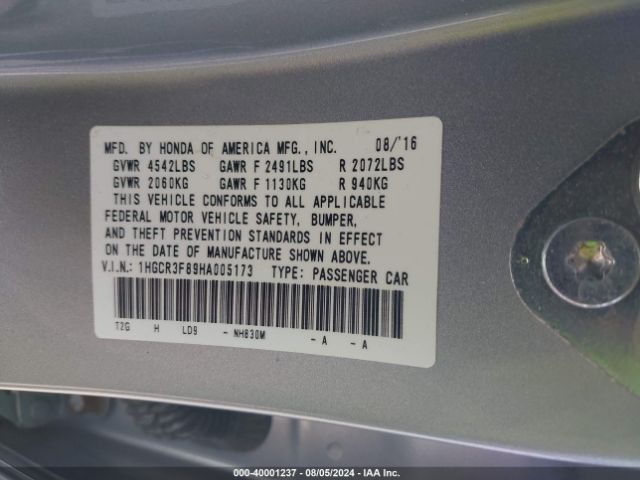 MFD. BY HONDA OF AMERICA MFG., INC. 08/'16
GVWR 4542LBS GAWR F 2491LBS R 2072LBS
GVWR 2060KG GAWR F 1130KG R 940KG
THIS VEHICLE CONFORMS TO ALL APPLICABLE
FEDERAL MOTOR VEHICLE SAFETY, BUMPER,
AND THEFT PREVENTION STANDARDS IN EFFECT
ON THE DATE OF MANUFACTURE SHOWN ABOVE.
V.I.N.: 1HGCR3F89HA005173 TYPE: PASSENGER CAR
T2G H LD9 - NH830M - A - A
000-40001237 - 08/05/2024 - IAA Inc.